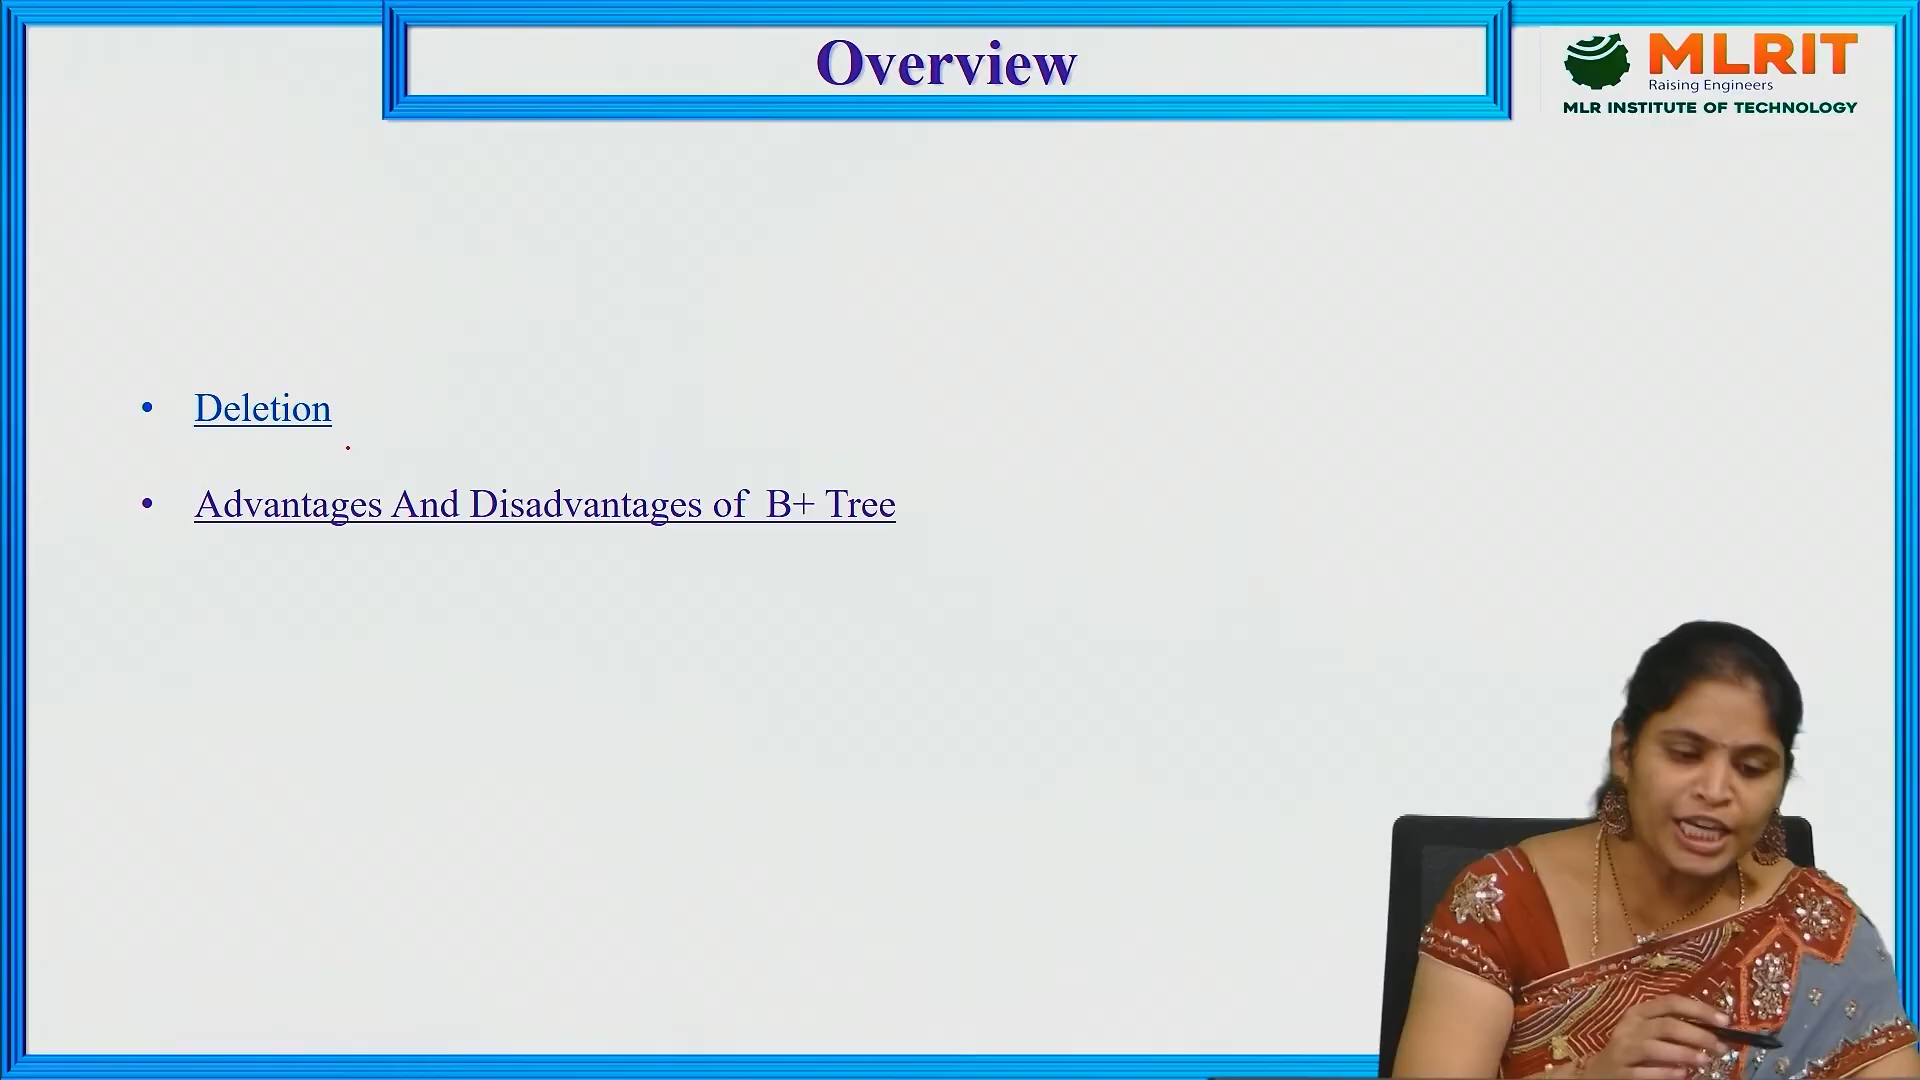 Overview
MLRIT
Raising Engineers
MLR INSTITUTE OF TECHNOLOGY
• Deletion
• Advantages And Disadvantages of  B+ Tree